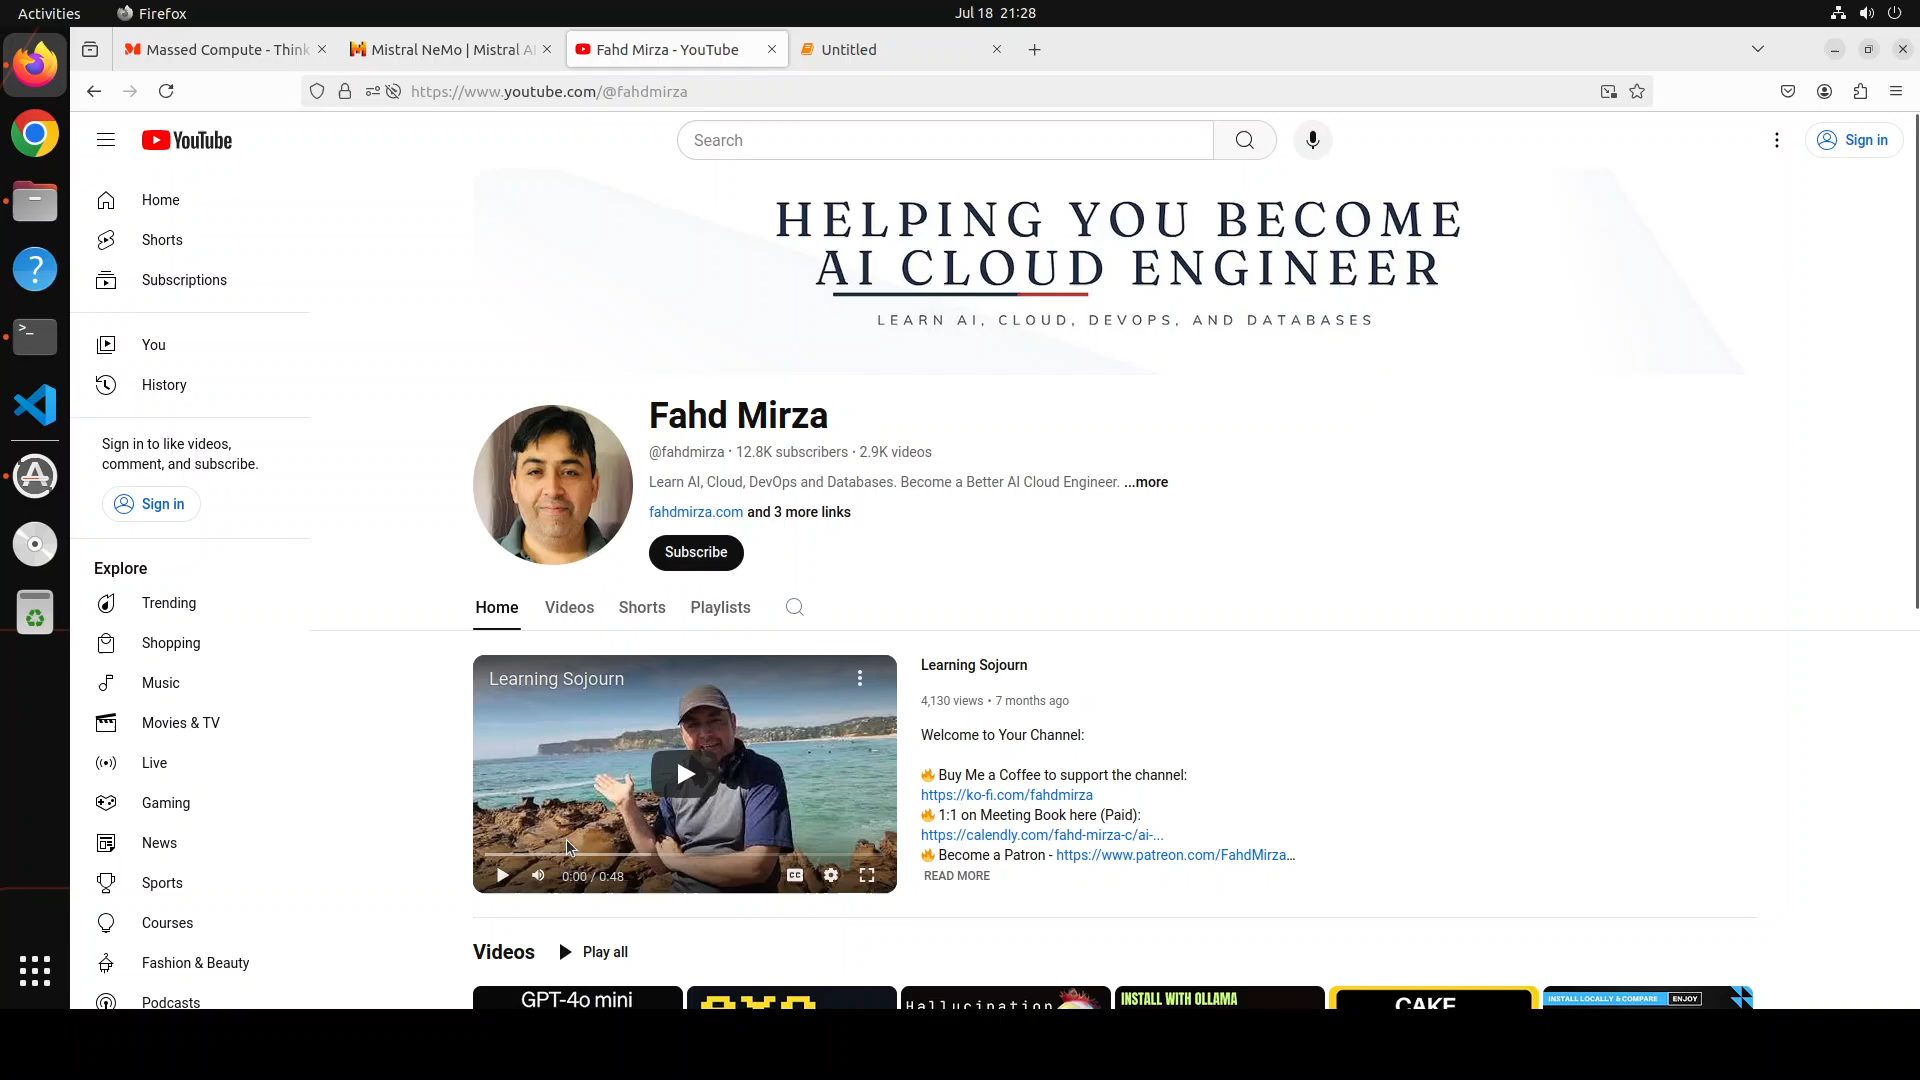 Activities
Firefox
Jul 18 21:28
Massed Compute - Think
Mistral NeMo | Mistral A
Fahd Mirza - YouTube
Untitled
https://www.youtube.com/@fahdmirza
YouTube
Search
Sign in
Home
Shorts
Subscriptions
You
History
Sign in to like videos,
comment, and subscribe.
Sign in
Explore
Trending
Shopping
Music
Movies & TV
Live
Gaming
News
Sports
Courses
Fashion & Beauty
Podcasts
HELPING YOU BECOME
AI CLOUD ENGINEER
LEARN AI, CLOUD, DEVOPS, AND DATABASES
Fahd Mirza
@fahdmirza • 12.8K subscribers • 2.9K videos
Learn AI, Cloud, DevOps and Databases. Become a Better AI Cloud Engineer. ...more
fahdmirza.com and 3 more links
Subscribe
Home
Videos
Shorts
Playlists
Learning Sojourn
0:00 / 0:48
CC
Learning Sojourn
4,130 views • 7 months ago
Welcome to Your Channel:
🔥 Buy Me a Coffee to support the channel:
https://ko-fi.com/fahdmirza
🔥 1:1 on Meeting Book here (Paid):
https://calendly.com/fahd-mirza-c/ai-...
🔥 Become a Patron - https://www.patreon.com/FahdMirza...
READ MORE
Videos
Play all
GPT-4o mini
Hallucination
INSTALL WITH OLLAMA
CAKE
INSTALL LOCALLY & COMPARE
ENJOY